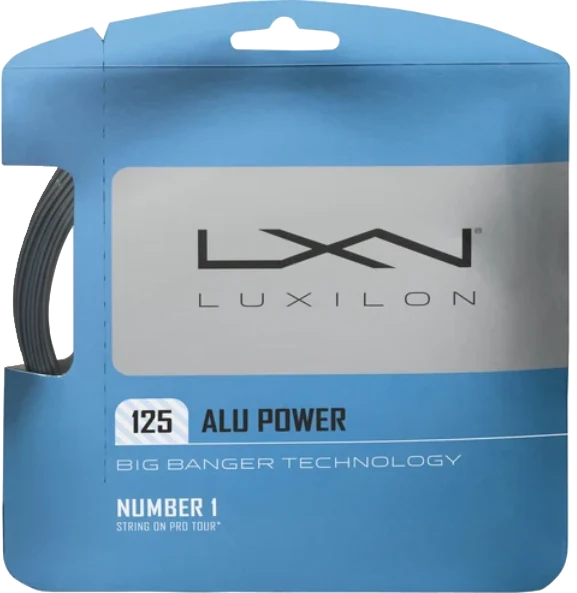 LXN®
LUXILON
125 ALU POWER
BIG BANGER TECHNOLOGY
NUMBER 1
STRING ON PRO TOUR*